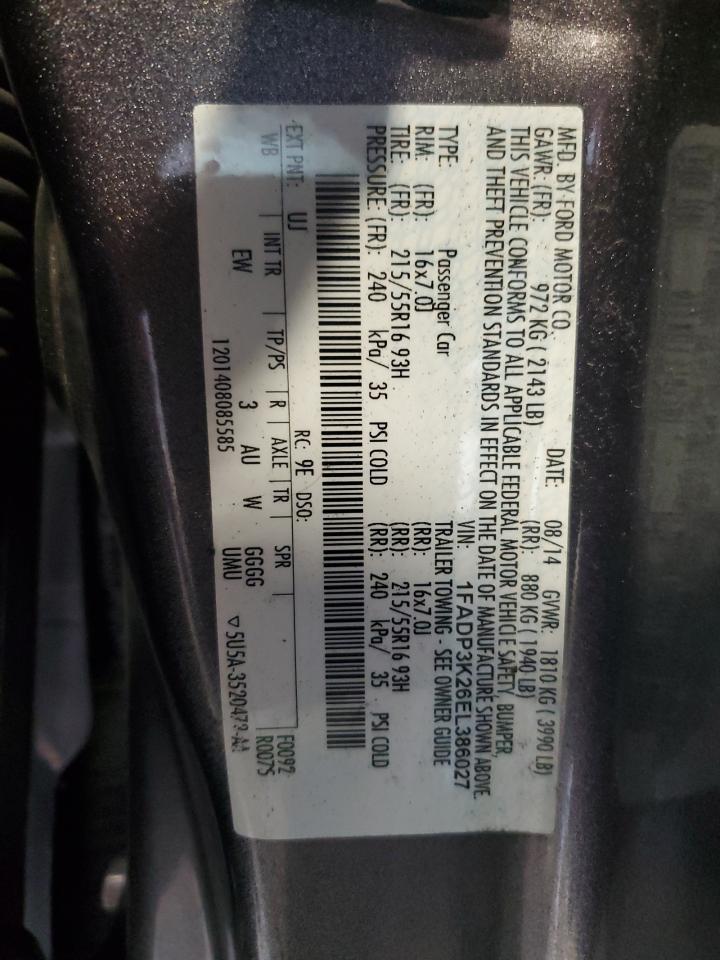 MFD. BY FORD MOTOR CO. DATE: 08/14 GVWR: 1810 KG ( 3990 LB)
GAWR: (FR): 972 KG ( 2143 LB) (RR): 880 KG ( 1940 LB)
THIS VEHICLE CONFORMS TO ALL APPLICABLE FEDERAL MOTOR VEHICLE SAFETY, BUMPER,
AND THEFT PREVENTION STANDARDS IN EFFECT ON THE DATE OF MANUFACTURE SHOWN ABOVE.
VIN: 1FADP3K26EL386027
TYPE: Passenger Car TRAILER TOWING - SEE OWNER GUIDE
RIM: (FR): 16x7.0J (RR): 16x7.0J
TIRE: (FR): 215/55R16 93H (RR): 215/55R16 93H
PRESSURE: (FR): 240 kPa/ 35 PSI COLD (RR): 240 kPa/ 35 PSI COLD
EXT PNT: UJ RC: 9E DSO: F0092
WB INT TR TP/PS R AXLE TR SPR R0075
EW 3 AU W GGGG
UMU
1201408085585 ▽5U5A-3520472-AA